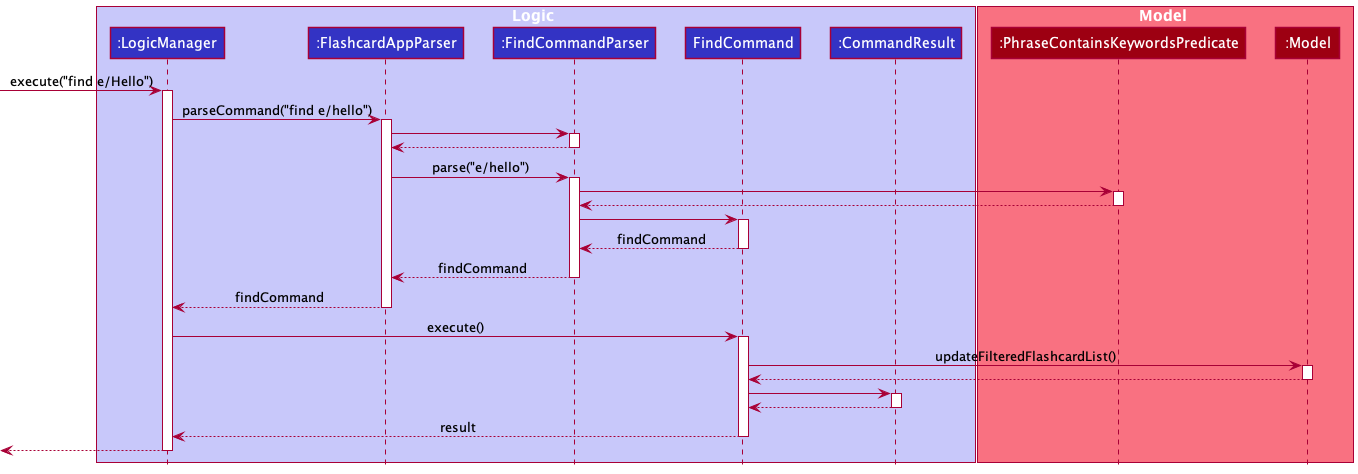 Logic
Model
:LogicManager
:FlashcardAppParser
:FindCommandParser
FindCommand
:CommandResult
:PhraseContainsKeywordsPredicate
:Model
execute("find e/Hello")
parseCommand("find e/hello")
parse("e/hello")
findCommand
findCommand
findCommand
execute()
updateFilteredFlashcardList()
result